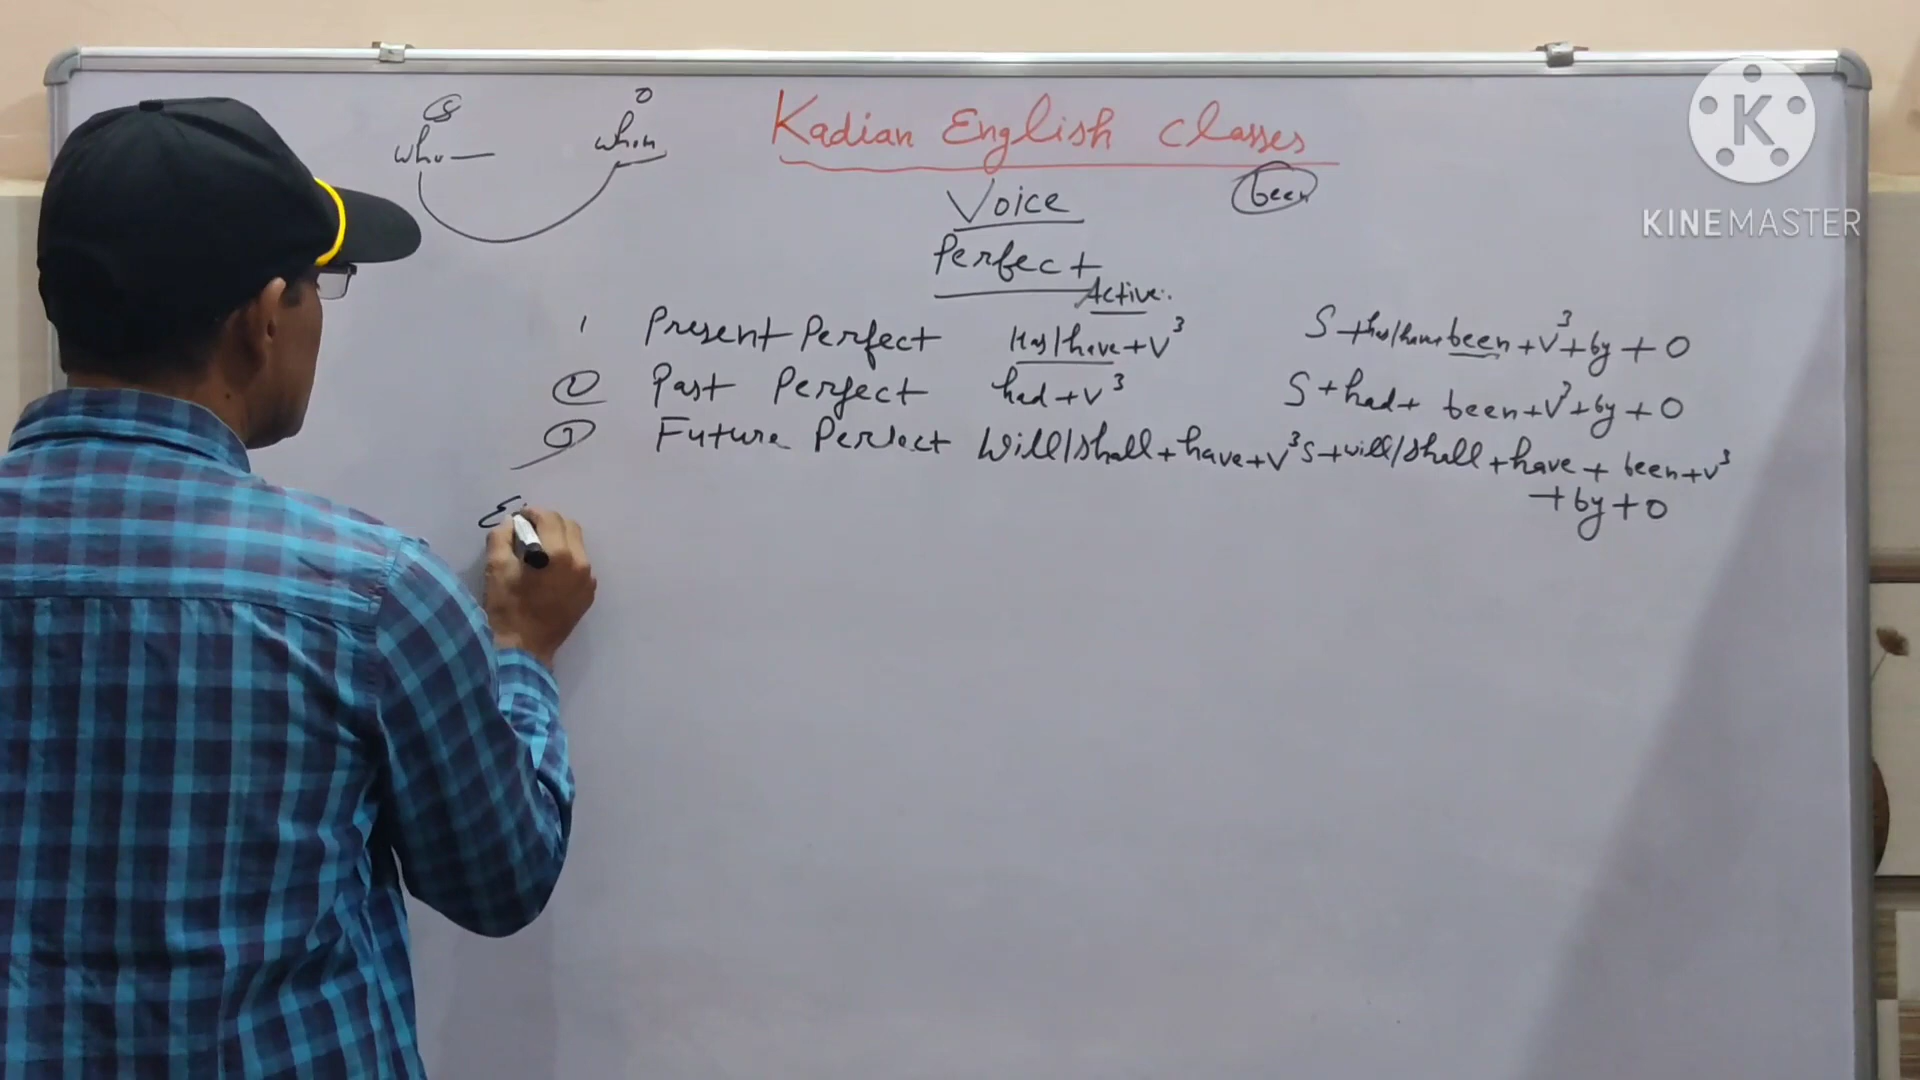 S O
who whom
Kadian English Classes
been
Voice
Perfect
Active.
1 Present Perfect Has/have+V³ S+has/have+been+V³+by+O
② Past Perfect had+V³ S+had+been+V³+by+O
③ Future Perfect Will/shall+have+V³ S+will/shall+have+been+V³
+by+O
K
KINEMASTER